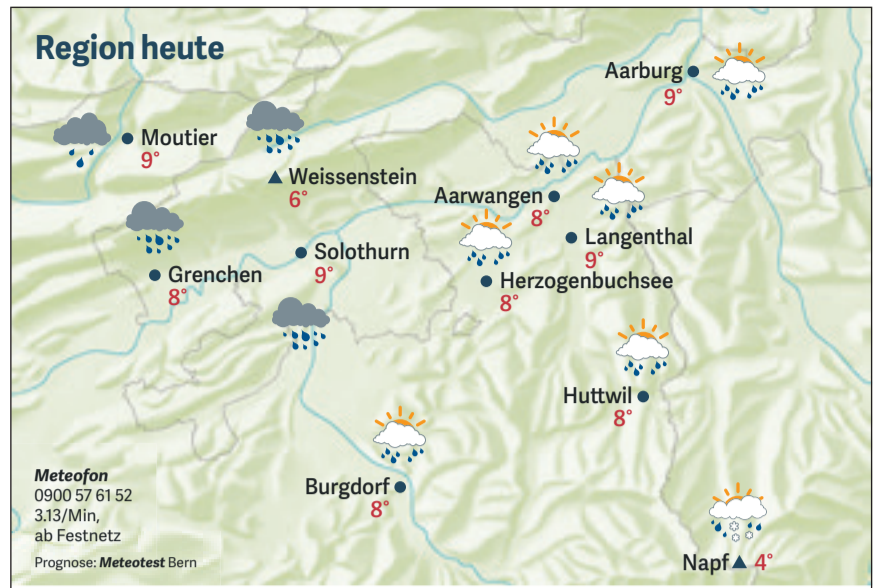 Region heute
Aarburg
9°
Moutier
9°
Weissenstein
6°
Aarwangen
8°
Langenthal
9°
Solothurn
9°
Grenchen
8°
Herzogenbuchsee
8°
Huttwil
8°
Burgdorf
8°
Napf 4°
Meteofon
0900 57 61 52
3.13/Min,
ab Festnetz
Prognose: Meteotest Bern